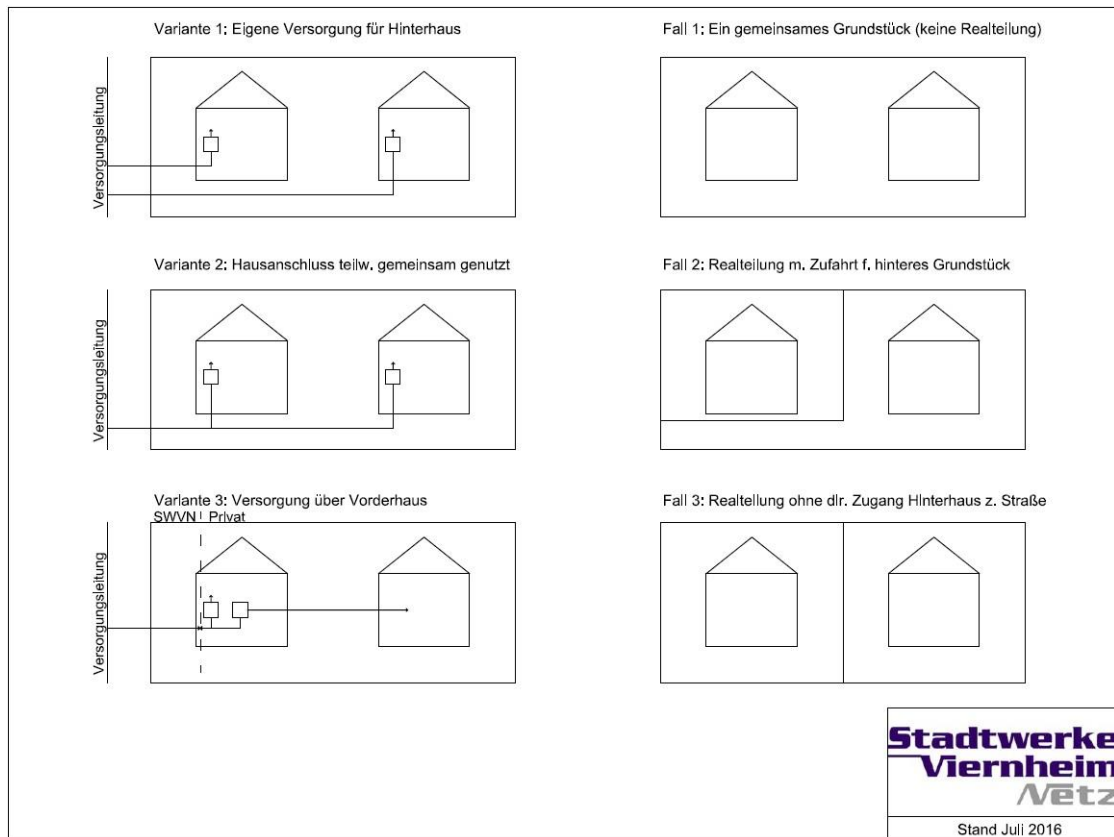 Variante 1: Eigene Versorgung für Hinterhaus
Versorgungsleitung
Fall 1: Ein gemeinsames Grundstück (keine Realteilung)
Variante 2: Hausanschluss teilw. gemeinsam genutzt
Versorgungsleitung
Fall 2: Realteilung m. Zufahrt f. hinteres Grundstück
Variante 3: Versorgung über Vorderhaus
SWVN Privat
Versorgungsleitung
Fall 3: Realteilung ohne dir. Zugang Hinterhaus z. Straße
Stadtwerke
Viernheim
Netz
Stand Juli 2016